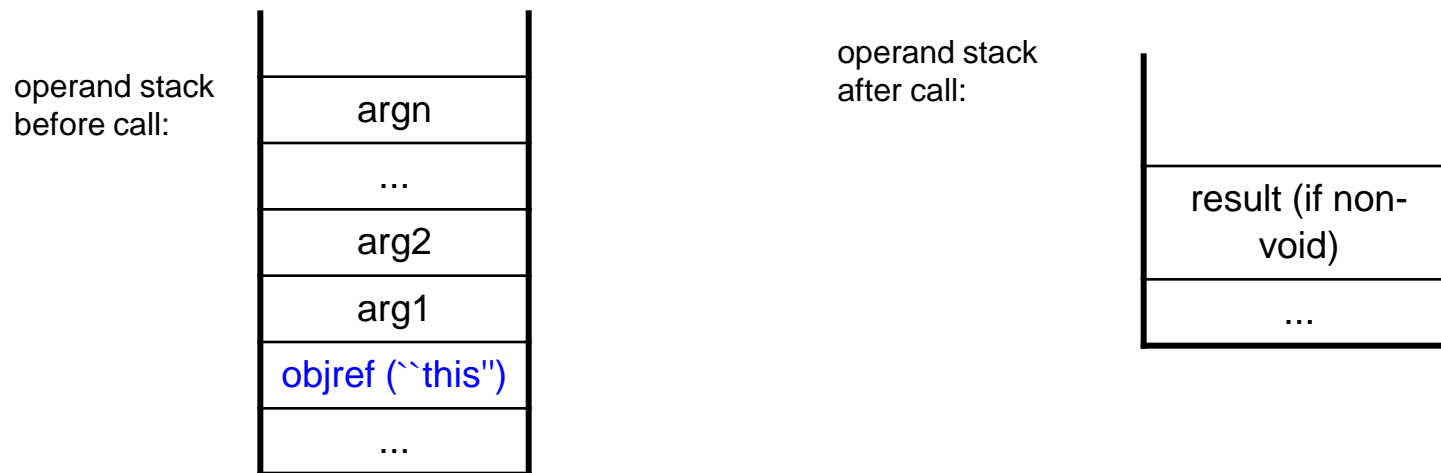 operand stack
before call:
argn
...
arg2
arg1
objref (``this'')
...
operand stack
after call:
result (if non-
void)
...